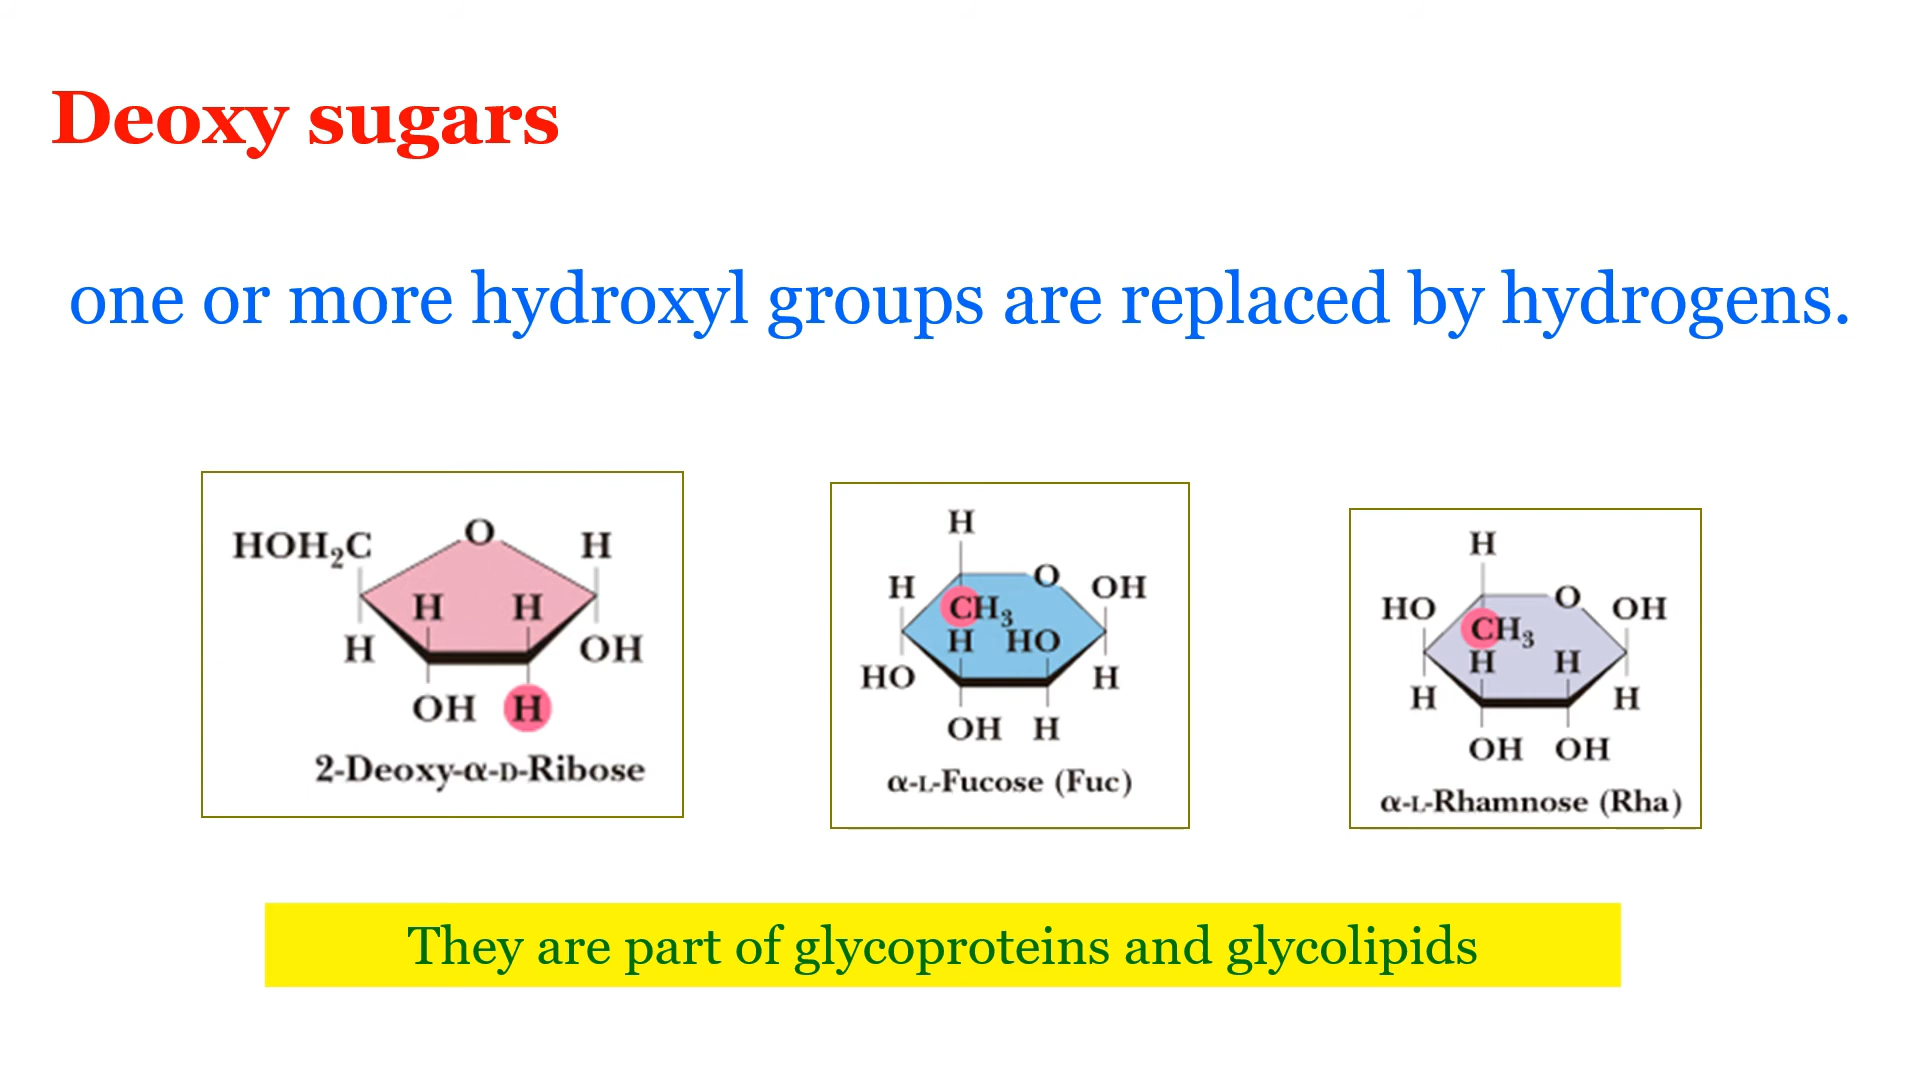 Deoxy sugars
one or more hydroxyl groups are replaced by hydrogens.
HOH₂C O H
H H
H OH
OH H
2-Deoxy-α-D-Ribose
H
H O OH
CH₃
H HO
HO H
OH H
α-L-Fucose (Fuc)
H
HO O OH
CH₃
H H
H H
OH OH
α-L-Rhamnose (Rha)
They are part of glycoproteins and glycolipids